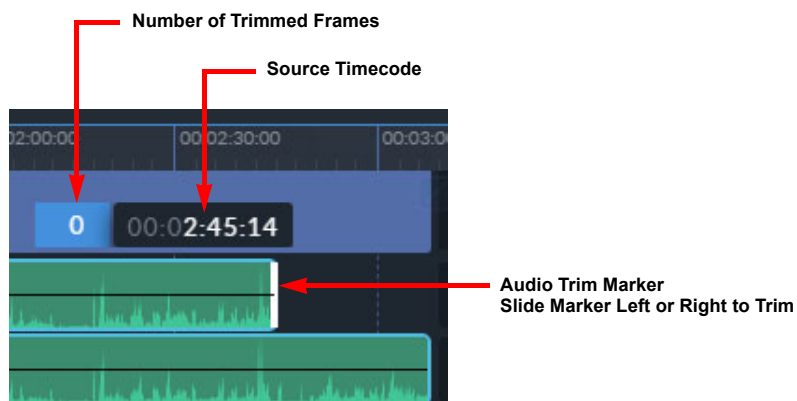 Number of Trimmed Frames
Source Timecode
02:00:00 00:02:30:00 00:03:00
0 00:02:45:14
Audio Trim Marker
Slide Marker Left or Right to Trim